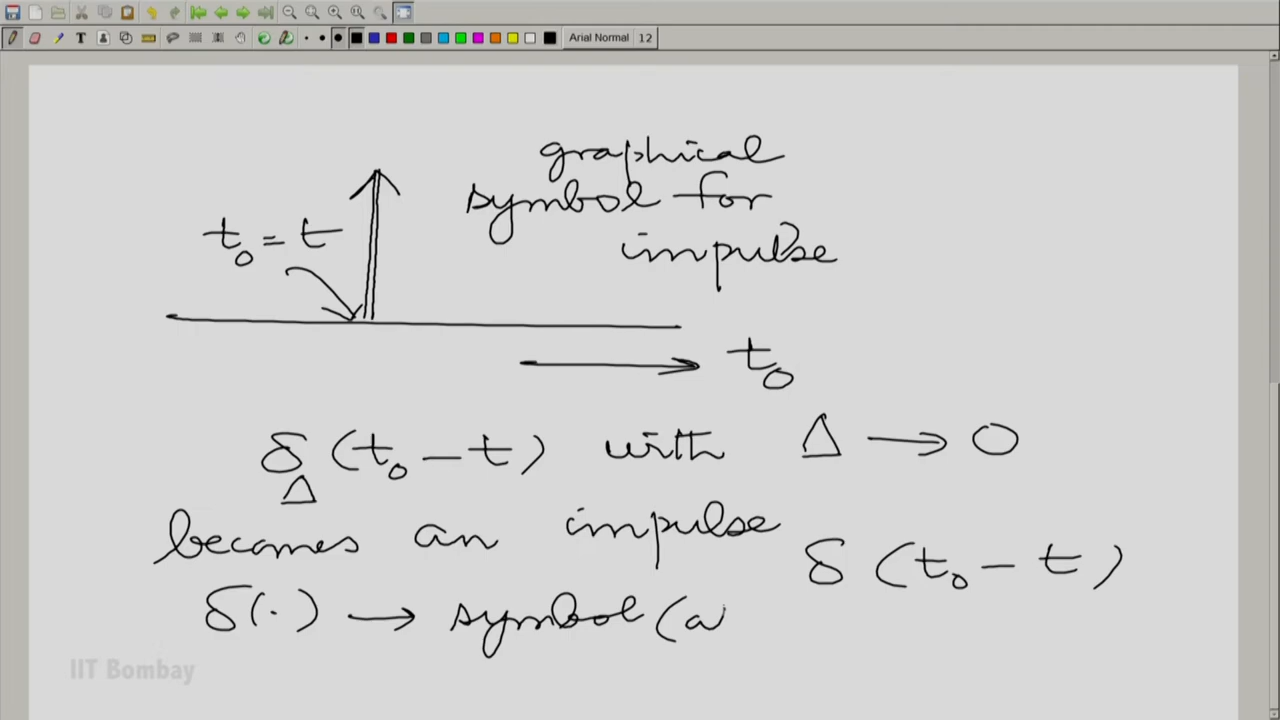 Arial Normal 12
graphical
symbol for
impulse
t₀ = t
t₀
δ_Δ (t₀ − t) with Δ → 0
becomes an impulse δ (t₀ − t)
δ(·) → symbol (a
IIT Bombay